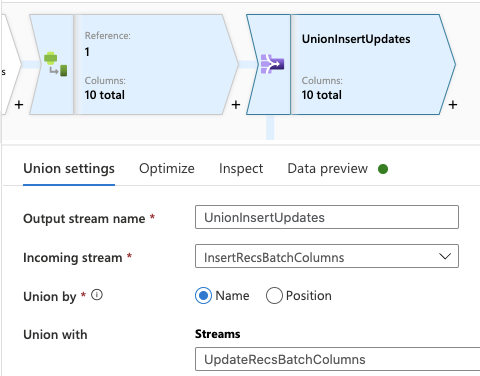 Reference:
1
Columns:
10 total
+
s
+
UnionInsertUpdates
Columns:
10 total
+
Union settings Optimize Inspect Data preview
Output stream name * UnionInsertUpdates
Incoming stream * InsertRecsBatchColumns
Union by * Name Position
Union with Streams
UpdateRecsBatchColumns